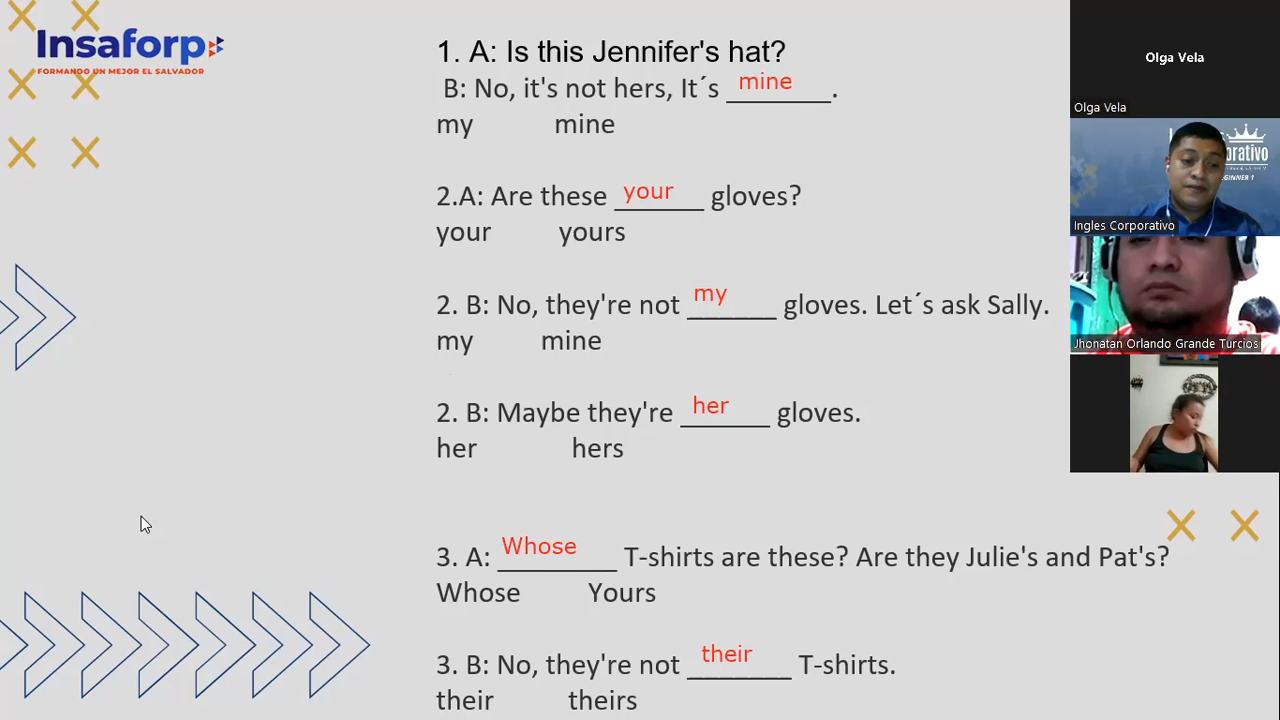 Insaforp
FORMANDO UN MEJOR EL SALVADOR
1. A: Is this Jennifer's hat?
B: No, it's not hers, It´s mine.
my mine
2.A: Are these your gloves?
your yours
2. B: No, they're not my gloves. Let´s ask Sally.
my mine
2. B: Maybe they're her gloves.
her hers
3. A: Whose T-shirts are these? Are they Julie's and Pat's?
Whose Yours
3. B: No, they're not their T-shirts.
their theirs
Olga Vela
Olga Vela
Ingles Corporativo
Jhonatan Orlando Grande Turcios